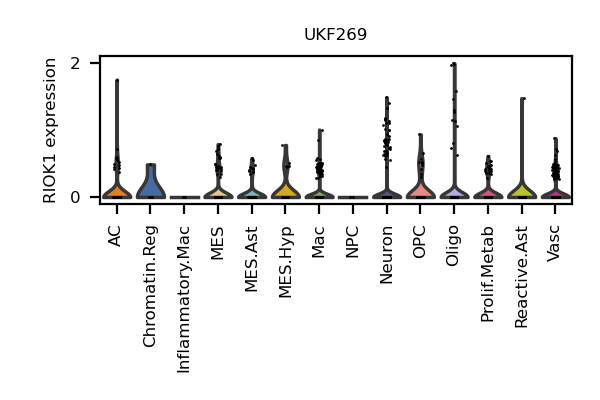 UKF269
RIOK1 expression
2
0
AC
Chromatin.Reg
Inflammatory.Mac
MES
MES.Ast
MES.Hyp
Mac
NPC
Neuron
OPC
Oligo
Prolif.Metab
Reactive.Ast
Vasc